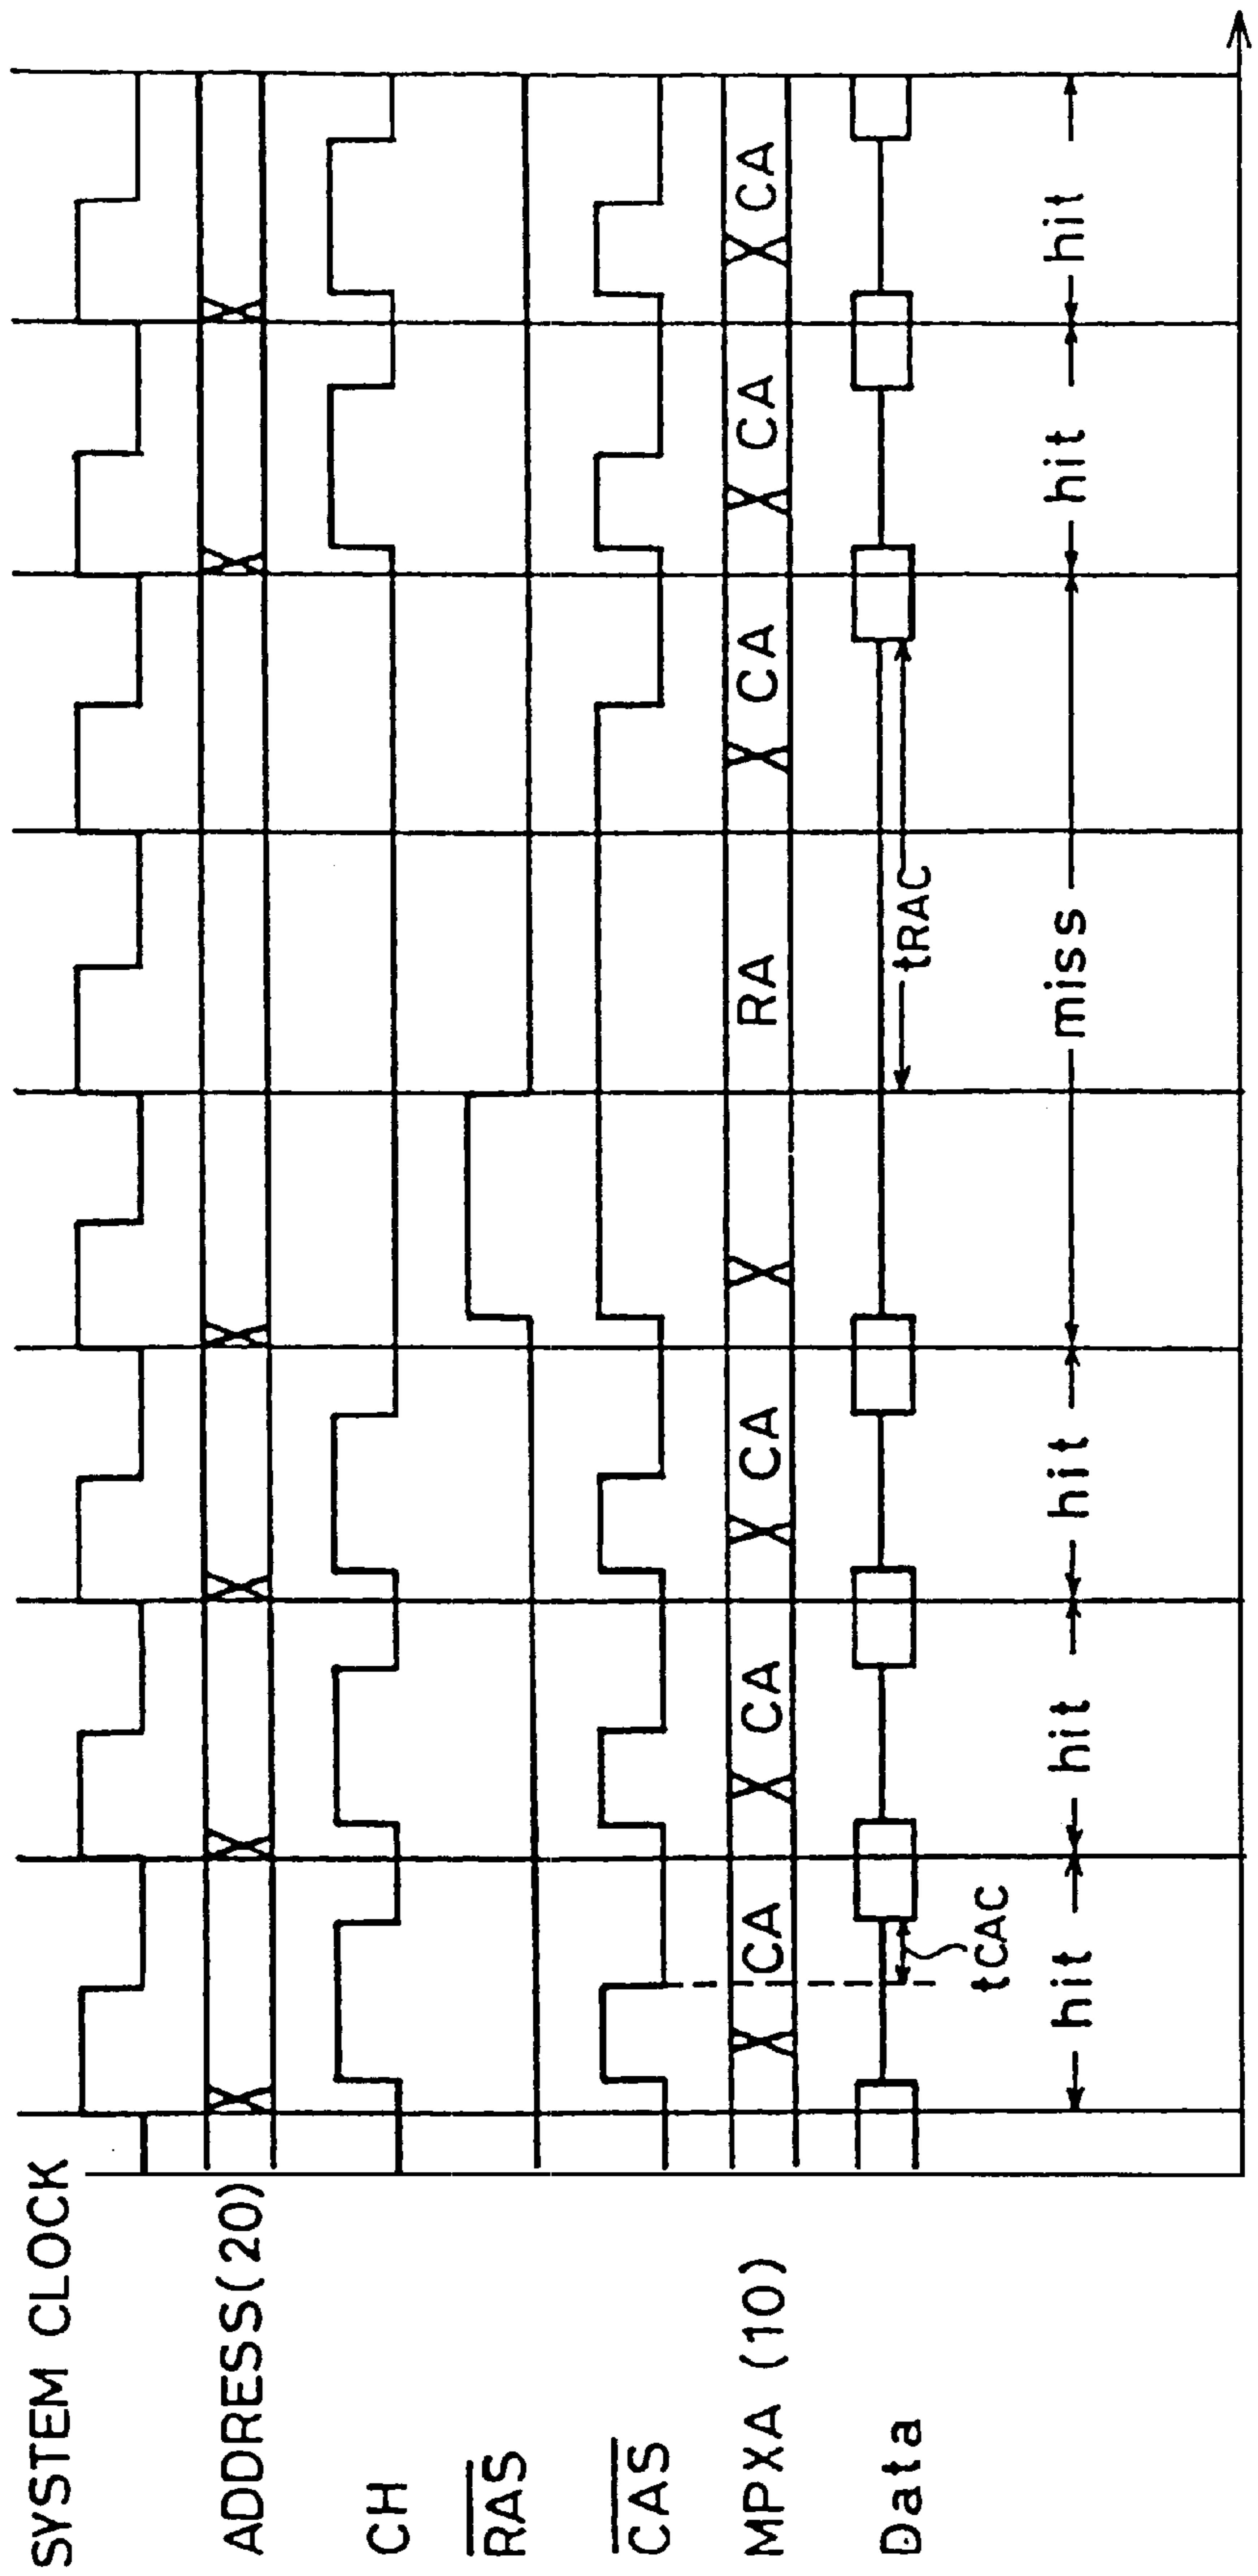 SYSTEM CLOCK
ADDRESS(20)
CH
RAS
CAS
MPXA (10)
CA CA CA RA CA CA CA
Data
tCAC tRAC
hit hit hit miss hit hit